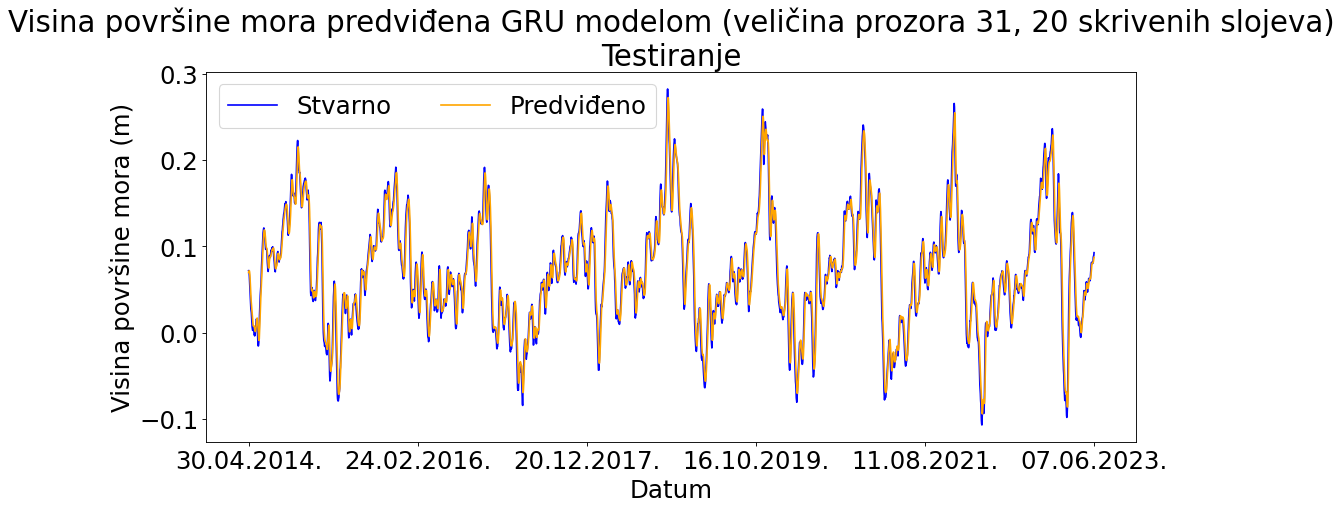 Visina površine mora predviđena GRU modelom (veličina prozora 31, 20 skrivenih slojeva)
Testiranje
Stvarno
Predviđeno
Visina površine mora (m)
0.3
0.2
0.1
0.0
−0.1
30.04.2014.
24.02.2016.
20.12.2017.
16.10.2019.
11.08.2021.
07.06.2023.
Datum